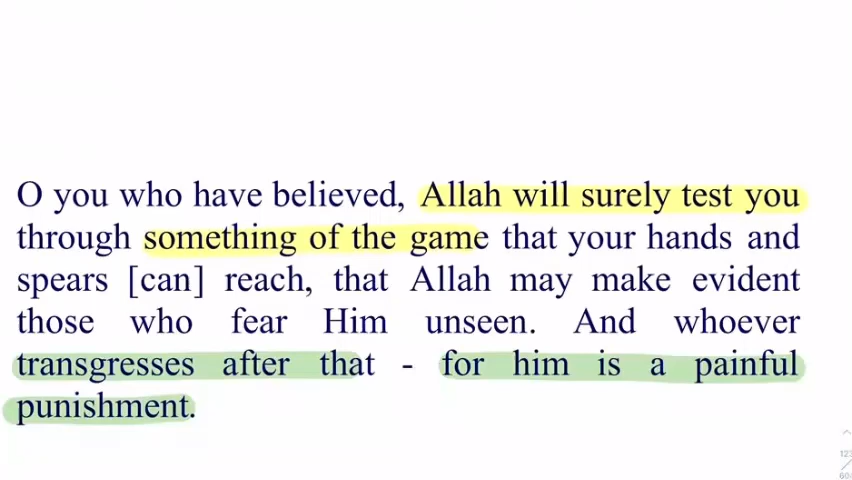 O you who have believed, Allah will surely test you
through something of the game that your hands and
spears [can] reach, that Allah may make evident
those who fear Him unseen. And whoever
transgresses after that - for him is a painful
punishment.
123